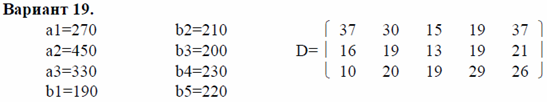 Вариант 19.
a1=270 b2=210
a2=450 b3=200
a3=330 b4=230
b1=190 b5=220
37 30 15 19 37
D= 16 19 13 19 21
10 20 19 29 26